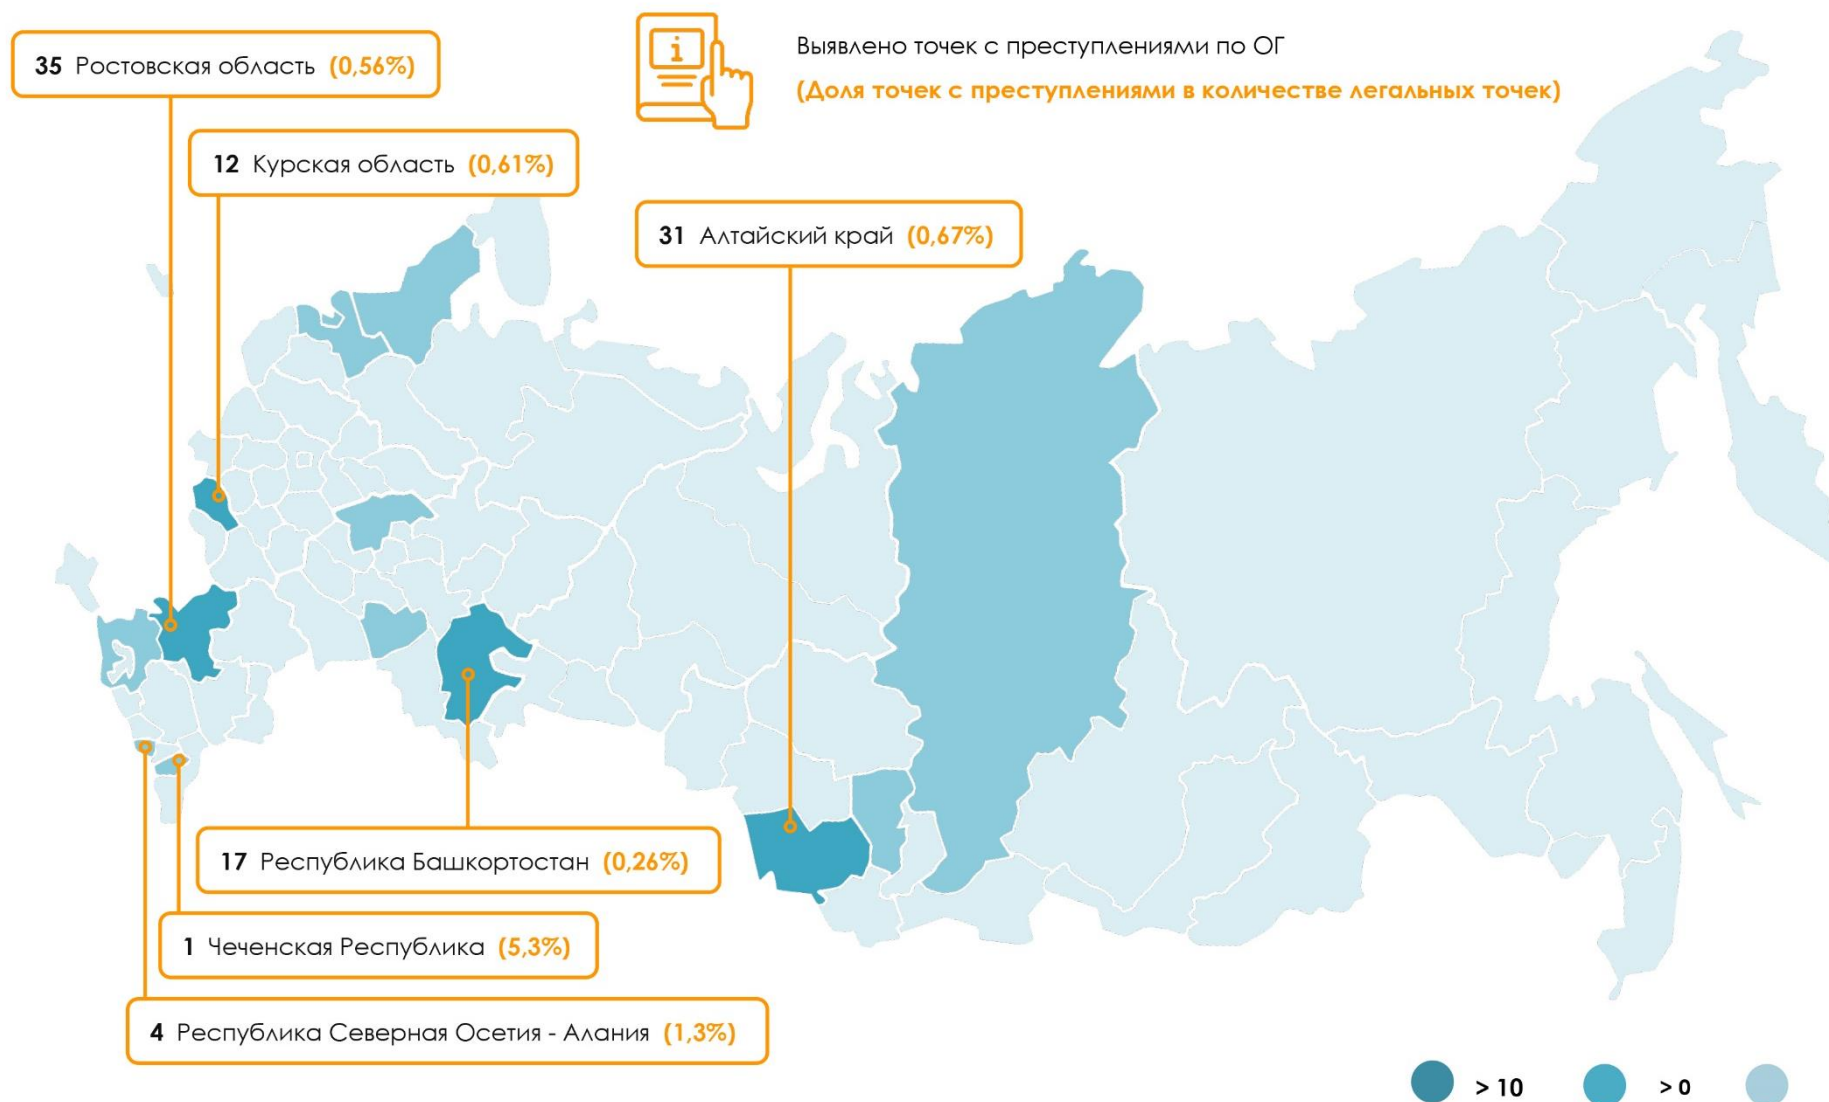 Выявлено точек с преступлениями по ОГ
(Доля точек с преступлениями в количестве легальных точек)
35 Ростовская область (0,56%)
12 Курская область (0,61%)
31 Алтайский край (0,67%)
17 Республика Башкортостан (0,26%)
1 Чеченская Республика (5,3%)
4 Республика Северная Осетия - Алания (1,3%)
> 10 > 0